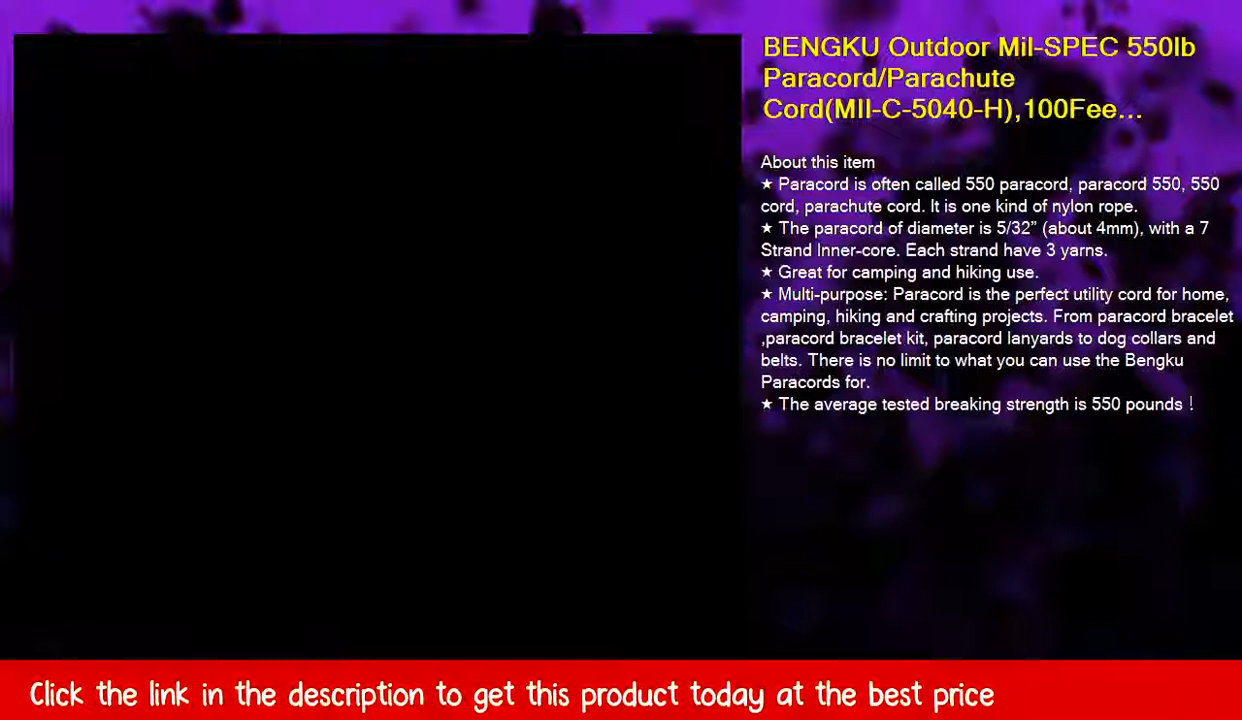 BENGKU Outdoor Mil-SPEC 550lb
Paracord/Parachute
Cord(MIl-C-5040-H),100Fee...
About this item
★ Paracord is often called 550 paracord, paracord 550, 550
cord, parachute cord. It is one kind of nylon rope.
★ The paracord of diameter is 5/32” (about 4mm), with a 7
Strand Inner-core. Each strand have 3 yarns.
★ Great for camping and hiking use.
★ Multi-purpose: Paracord is the perfect utility cord for home,
camping, hiking and crafting projects. From paracord bracelet
,paracord bracelet kit, paracord lanyards to dog collars and
belts. There is no limit to what you can use the Bengku
Paracords for.
★ The average tested breaking strength is 550 pounds！
Click the link in the description to get this product today at the best price